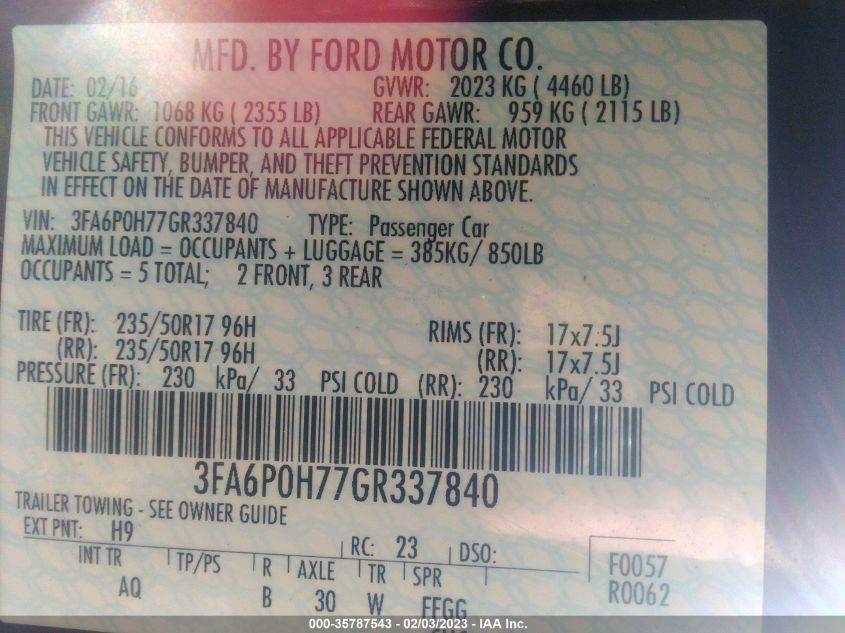 MFD. BY FORD MOTOR CO.
DATE: 02/16 GVWR: 2023 KG ( 4460 LB)
FRONT GAWR: 1068 KG ( 2355 LB) REAR GAWR: 959 KG ( 2115 LB)
THIS VEHICLE CONFORMS TO ALL APPLICABLE FEDERAL MOTOR
VEHICLE SAFETY, BUMPER, AND THEFT PREVENTION STANDARDS
IN EFFECT ON THE DATE OF MANUFACTURE SHOWN ABOVE.
VIN: 3FA6P0H77GR337840 TYPE: Passenger Car
MAXIMUM LOAD = OCCUPANTS + LUGGAGE = 385KG/ 850LB
OCCUPANTS = 5 TOTAL; 2 FRONT, 3 REAR
TIRE (FR): 235/50R17 96H RIMS (FR): 17x7.5J
(RR): 235/50R17 96H (RR): 17x7.5J
PRESSURE (FR): 230 kPa/ 33 PSI COLD (RR): 230 kPa/ 33 PSI COLD
3FA6P0H77GR337840
TRAILER TOWING - SEE OWNER GUIDE
EXT PNT: H9 RC: 23 DSO:
INT TR TP/PS R AXLE TR SPR F0057
AQ B 30 W FFGG R0062
000-35787543 - 02/03/2023 - IAA Inc.